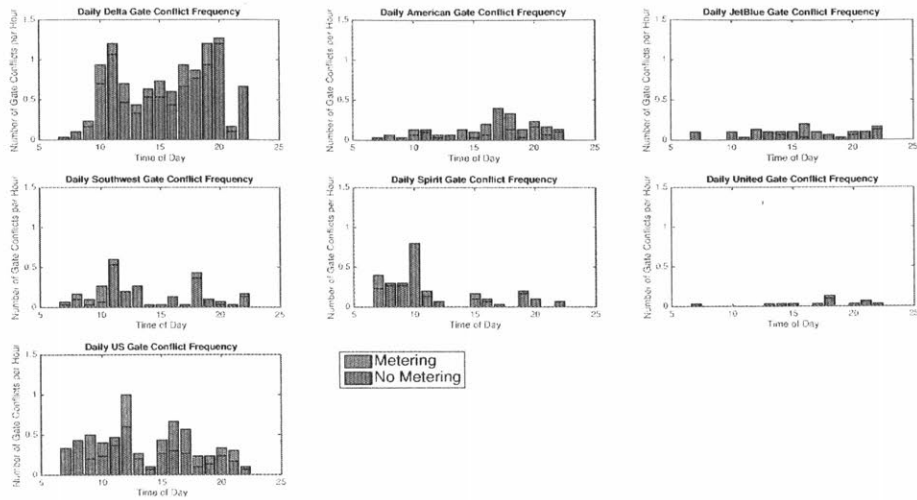 Daily Delta Gate Conflict Frequency
Number of Gate Conflicts per Hour
1.5
1
0.5
0
5 10 15 20 25
Time of Day
Daily American Gate Conflict Frequency
Number of Gate Conflicts per Hour
1.5
1
0.5
0
5 10 15 20 25
Time of Day
Daily JetBlue Gate Conflict Frequency
Number of Gate Conflicts per Hour
1.5
1
0.5
0
5 10 15 20 25
Time of Day
Daily Southwest Gate Conflict Frequency
Number of Gate Conflicts per Hour
1.5
1
0.5
0
5 10 15 20 25
Time of Day
Daily Spirit Gate Conflict Frequency
Number of Gate Conflicts per Hour
1.5
1
0.5
0
5 10 15 20 25
Time of Day
Daily United Gate Conflict Frequency
Number of Gate Conflicts per Hour
1.5
1
0.5
0
5 10 15 20 25
Time of Day
Daily US Gate Conflict Frequency
Number of Gate Conflicts per Hour
1.5
1
0.5
0
5 10 15 20 25
Time of Day
Metering
No Metering